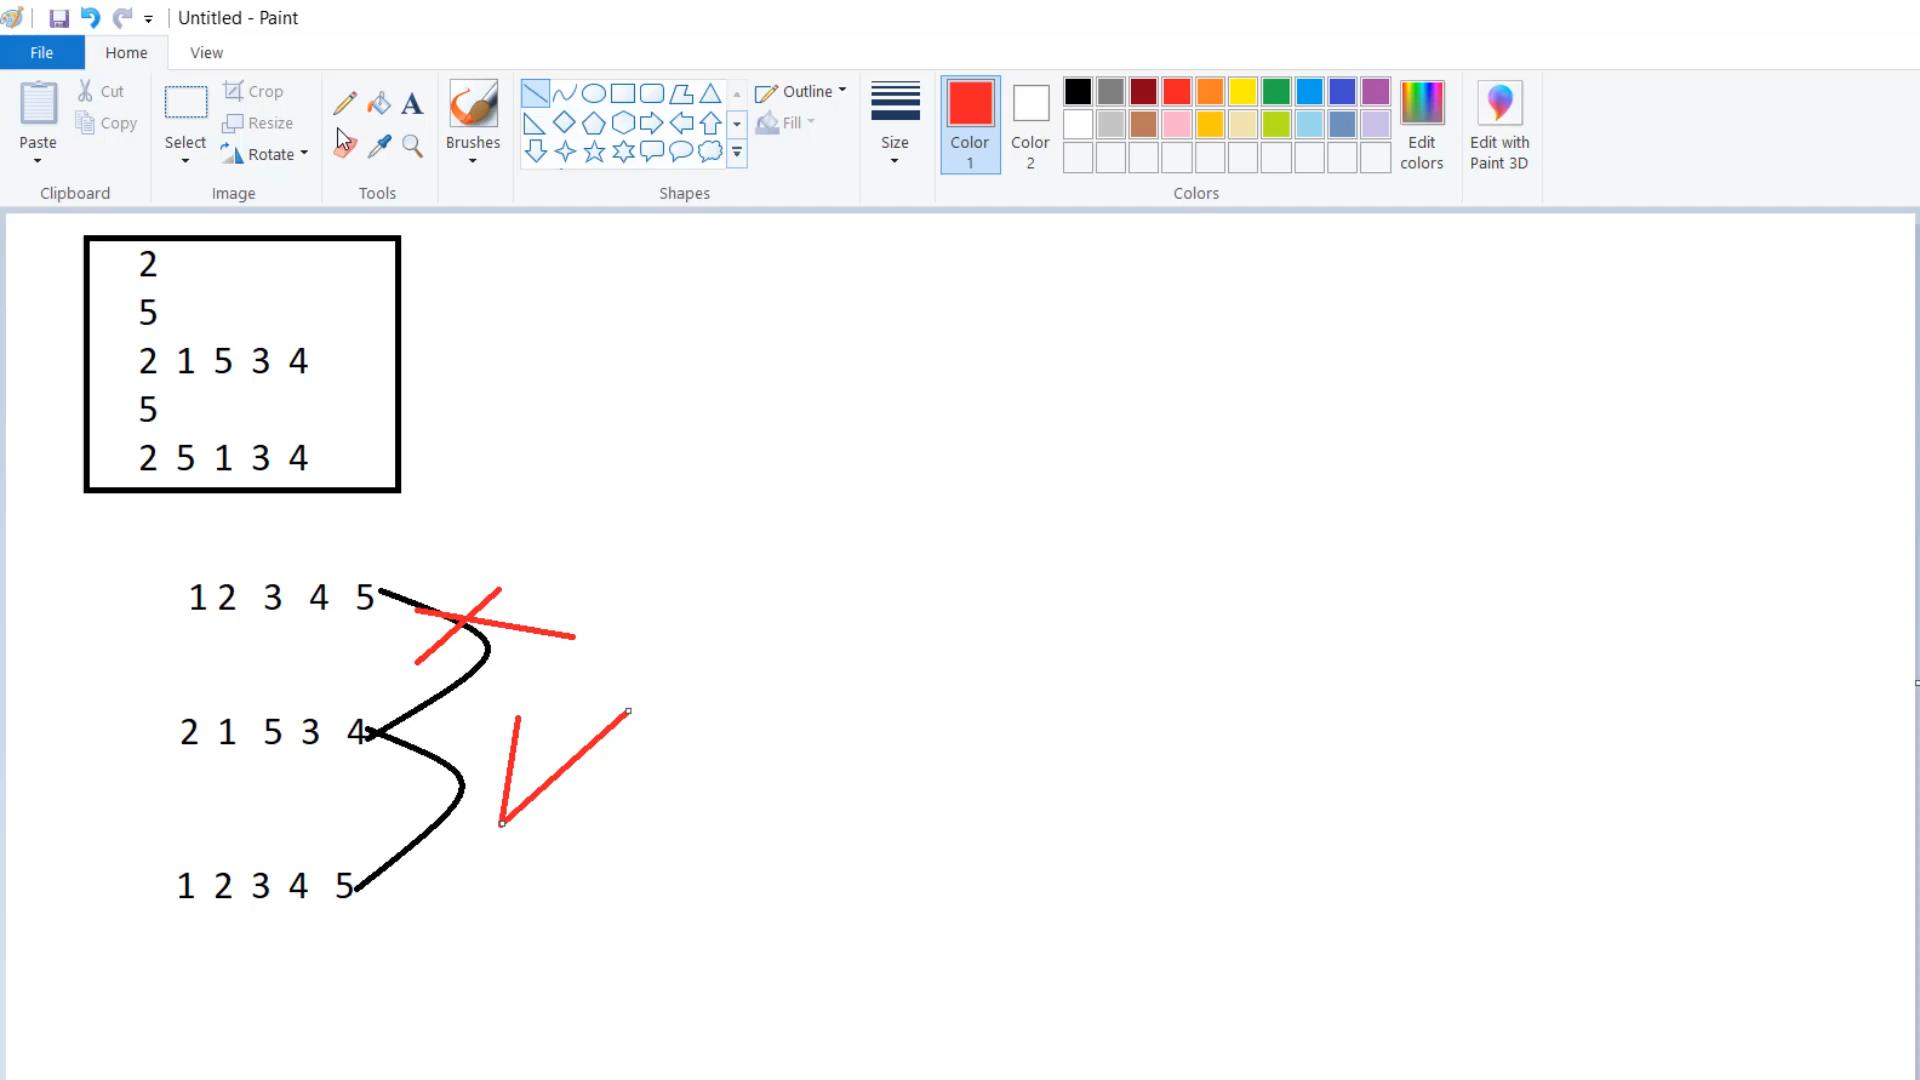 Untitled - Paint
File Home View
Paste
Cut
Copy
Clipboard
Select
Crop
Resize
Rotate
Image
A
Tools
Brushes
Outline
Fill
Shapes
Size
Color 1
Color 2
Colors
Edit colors
Edit with Paint 3D
2
5
2 1 5 3 4
5
2 5 1 3 4
1 2 3 4 5
2 1 5 3 4
1 2 3 4 5